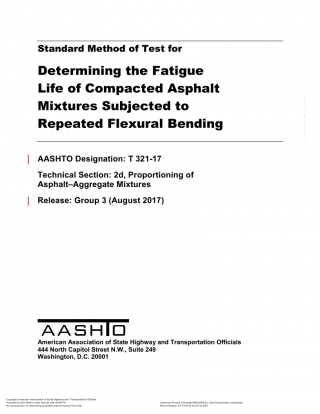 Standard Method of Test for
Determining the Fatigue
Life of Compacted Asphalt
Mixtures Subjected to
Repeated Flexural Bending
AASHTO Designation: T 321-17
Technical Section: 2d, Proportioning of
Asphalt–Aggregate Mixtures
Release: Group 3 (August 2017)
AASHTO
American Association of State Highway and Transportation Officials
444 North Capitol Street N.W., Suite 249
Washington, D.C. 20001